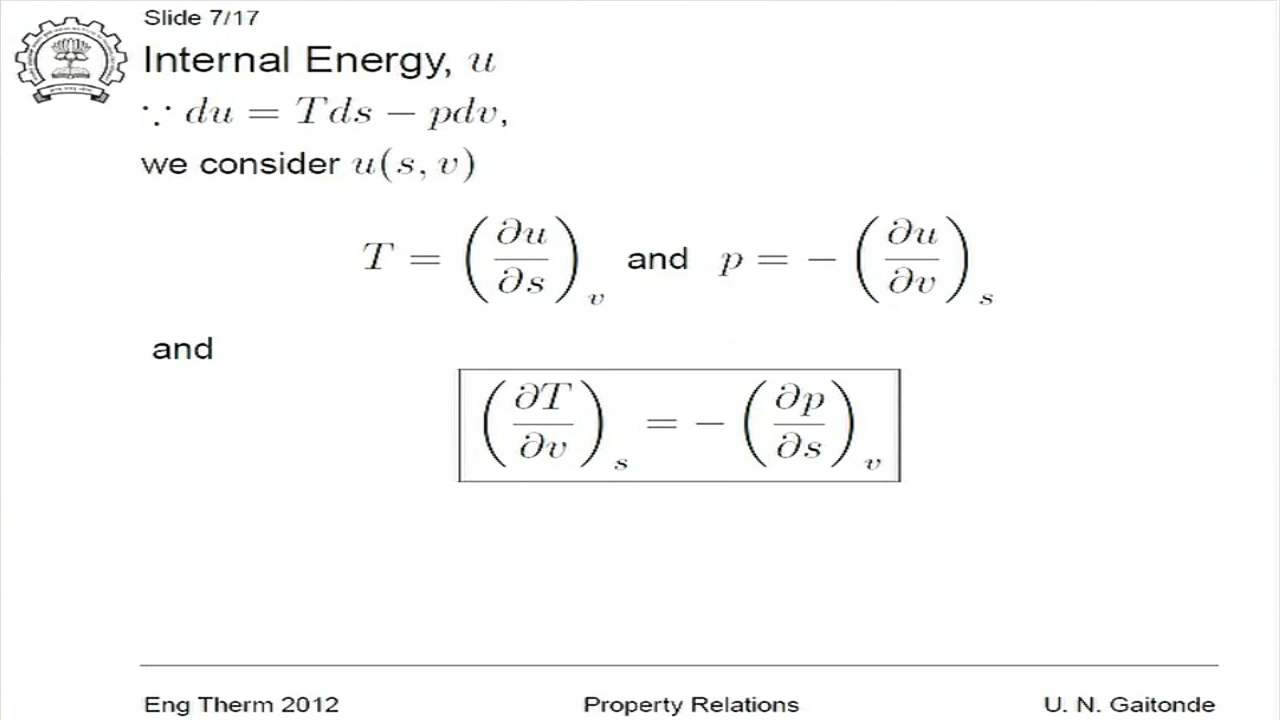 Slide 7/17
Internal Energy, u
∵ du = Tds − pdv,
we consider u(s, v)
T = (∂u/∂s)_v and p = − (∂u/∂v)_s
and
(∂T/∂v)_s = − (∂p/∂s)_v
Eng Therm 2012 Property Relations U. N. Gaitonde